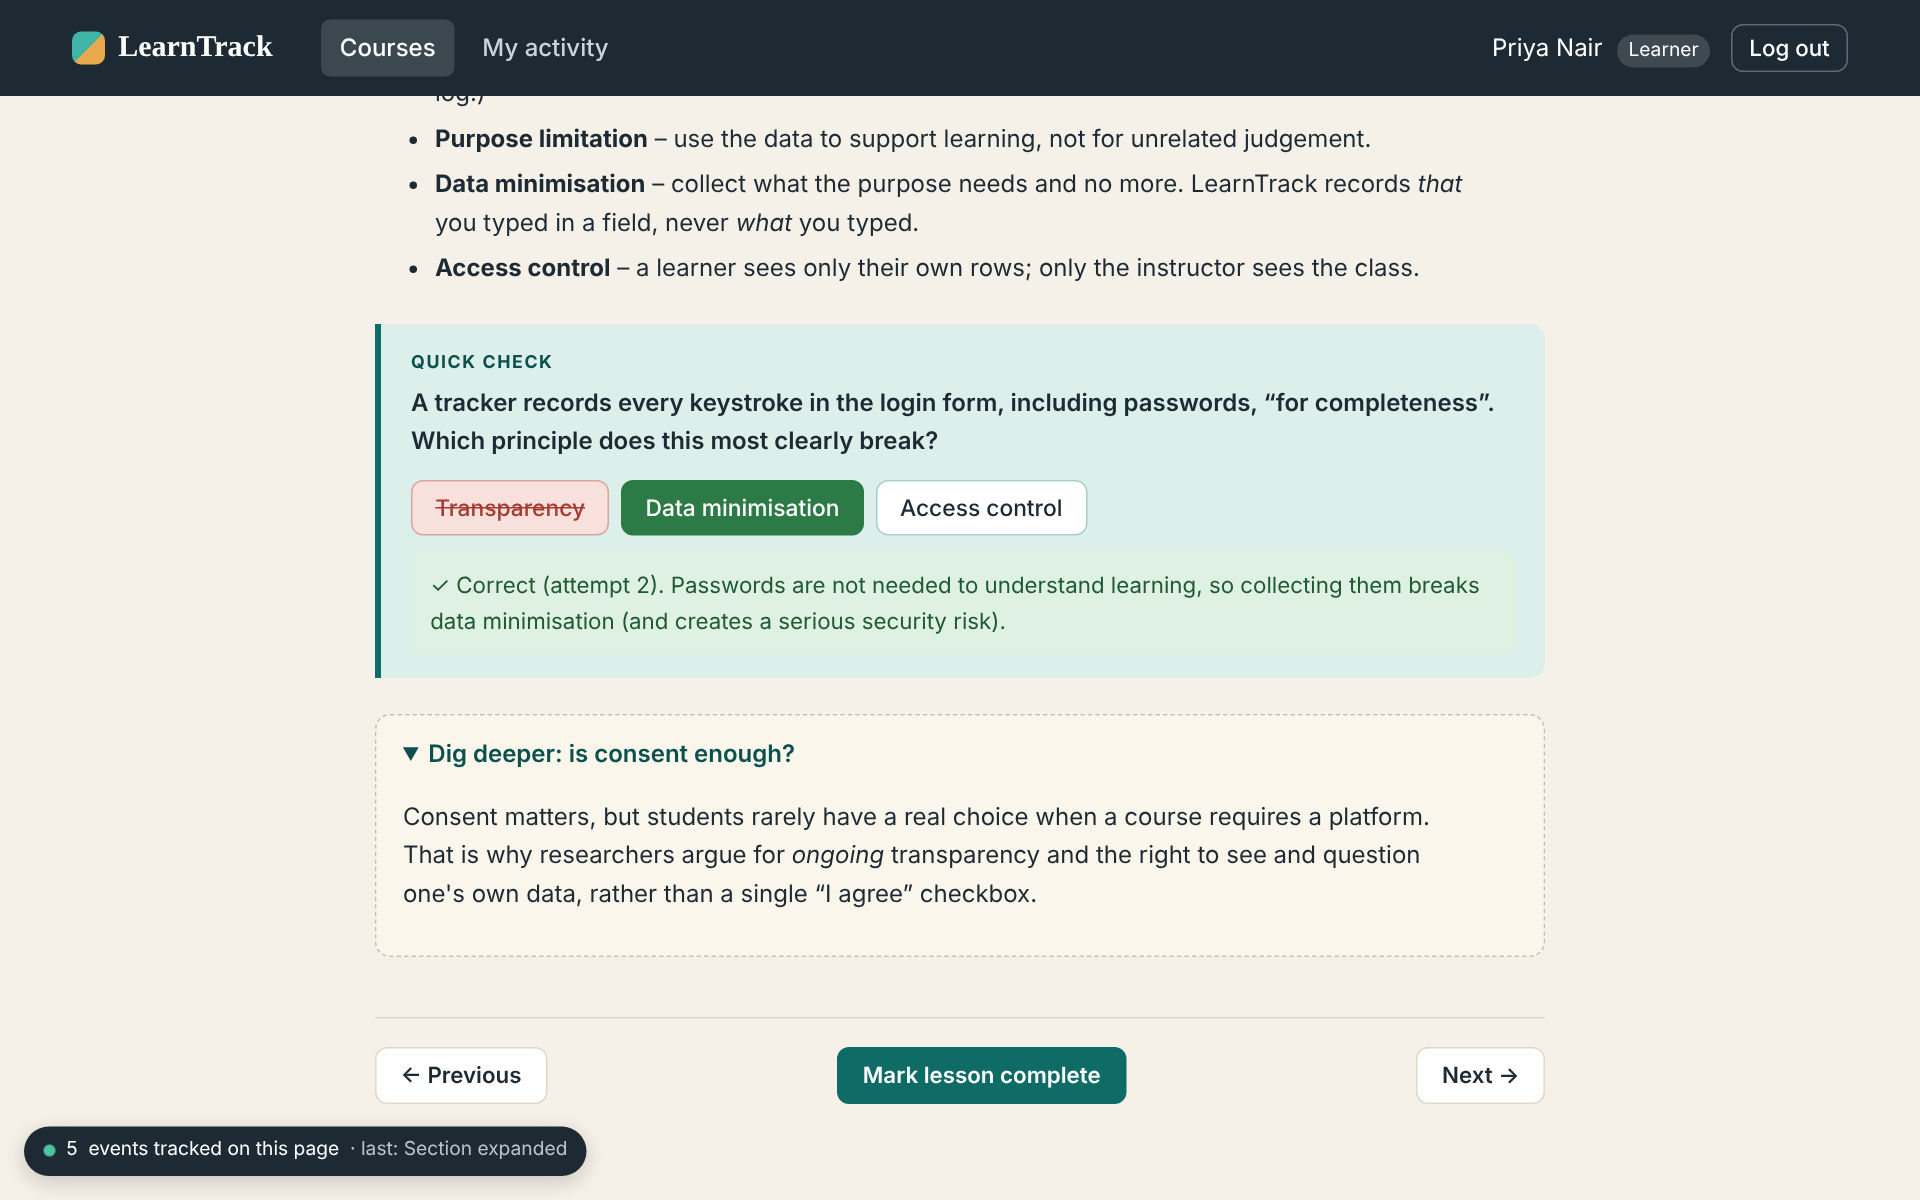 LearnTrack
Courses
My activity
Priya Nair
Learner
Log out
log.)
• Purpose limitation – use the data to support learning, not for unrelated judgement.
• Data minimisation – collect what the purpose needs and no more. LearnTrack records that
you typed in a field, never what you typed.
• Access control – a learner sees only their own rows; only the instructor sees the class.
QUICK CHECK
A tracker records every keystroke in the login form, including passwords, “for completeness”.
Which principle does this most clearly break?
Transparency
Data minimisation
Access control
✓ Correct (attempt 2). Passwords are not needed to understand learning, so collecting them breaks
data minimisation (and creates a serious security risk).
▼ Dig deeper: is consent enough?
Consent matters, but students rarely have a real choice when a course requires a platform.
That is why researchers argue for ongoing transparency and the right to see and question
one's own data, rather than a single “I agree” checkbox.
← Previous
Mark lesson complete
Next →
5 events tracked on this page · last: Section expanded